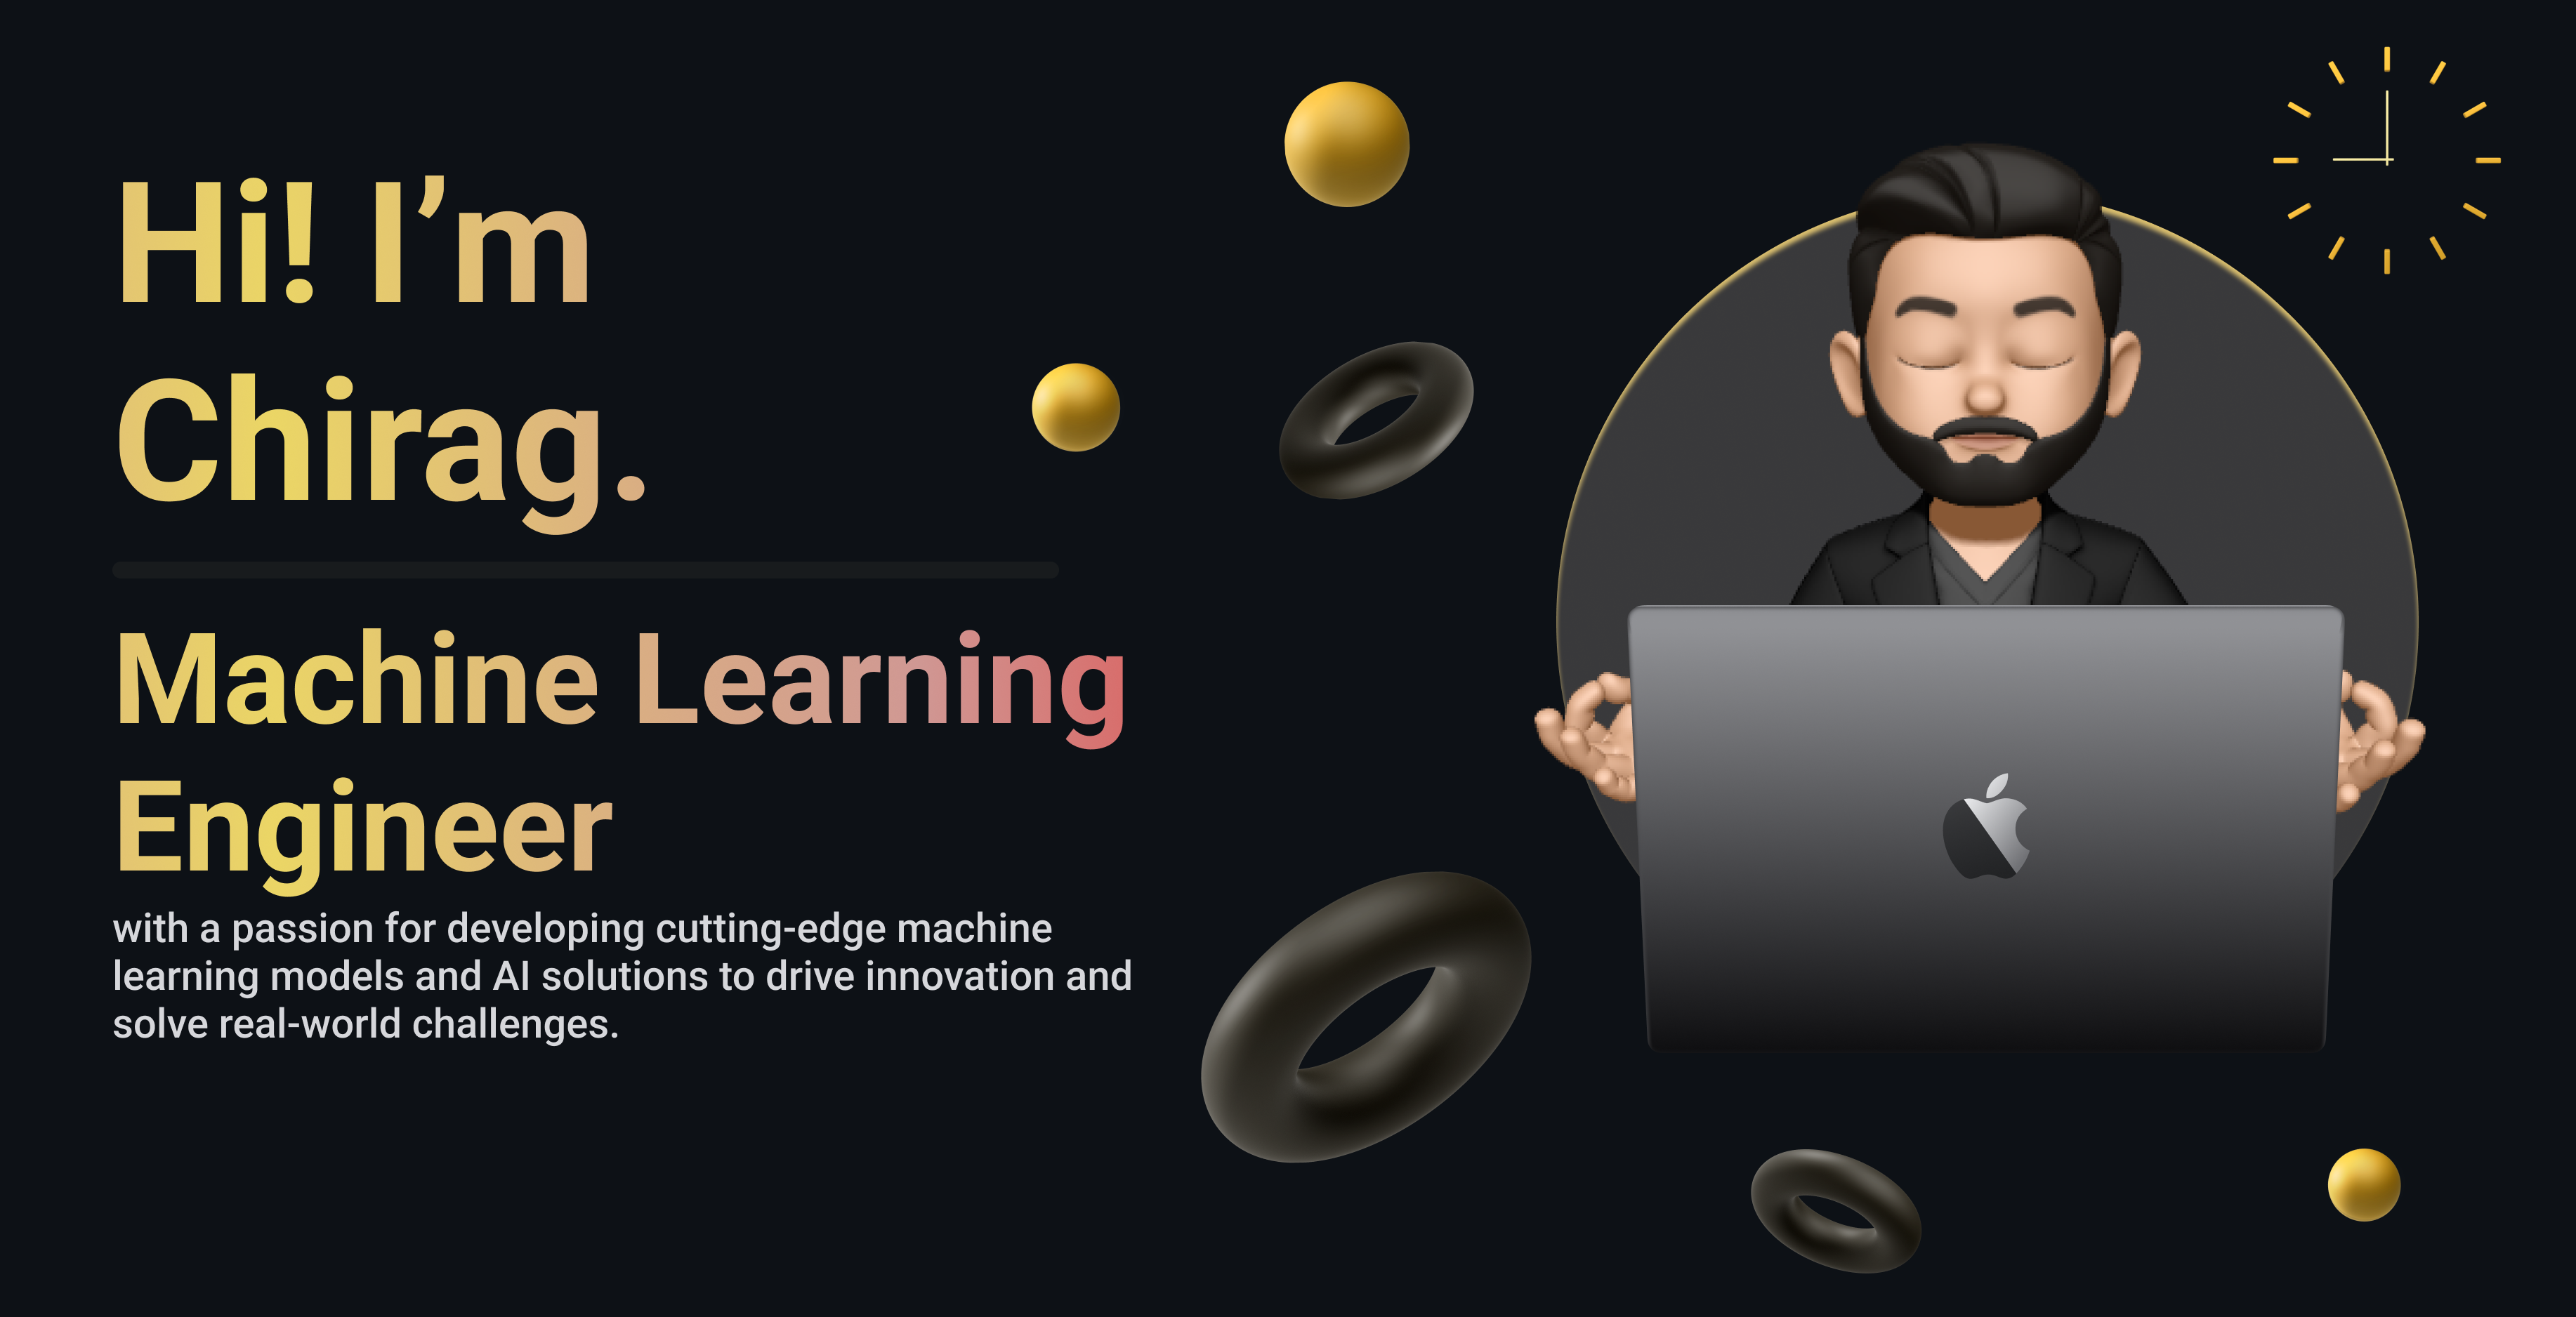 Hi! I’m
Chirag.
Machine Learning
Engineer
with a passion for developing cutting-edge machine
learning models and AI solutions to drive innovation and
solve real-world challenges.